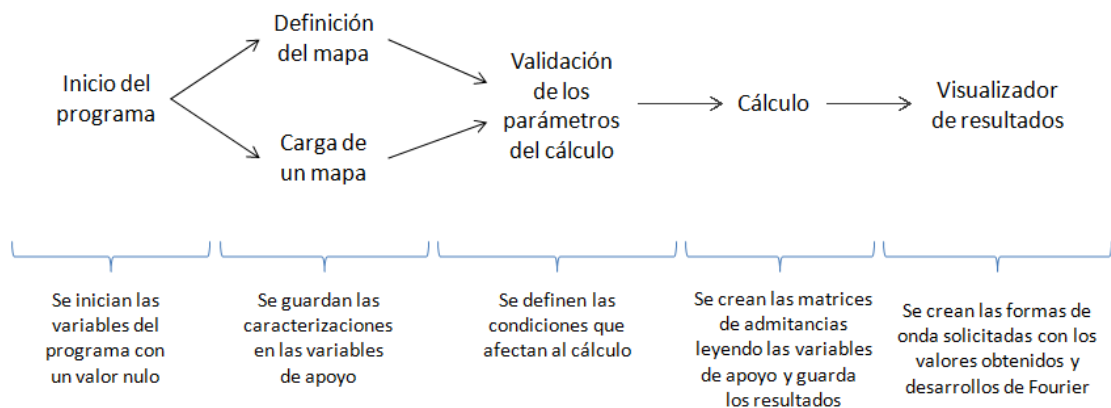 Inicio del
programa
Definición
del mapa
Carga de
un mapa
Validación
de los
parámetros
del cálculo
Cálculo
Visualizador
de resultados
Se inician las
variables del
programa con
un valor nulo
Se guardan las
caracterizaciones
en las variables
de apoyo
Se definen las
condiciones que
afectan al cálculo
Se crean las matrices
de admitancias
leyendo las variables
de apoyo y guarda
los resultados
Se crean las formas de
onda solicitadas con los
valores obtenidos y
desarrollos de Fourier